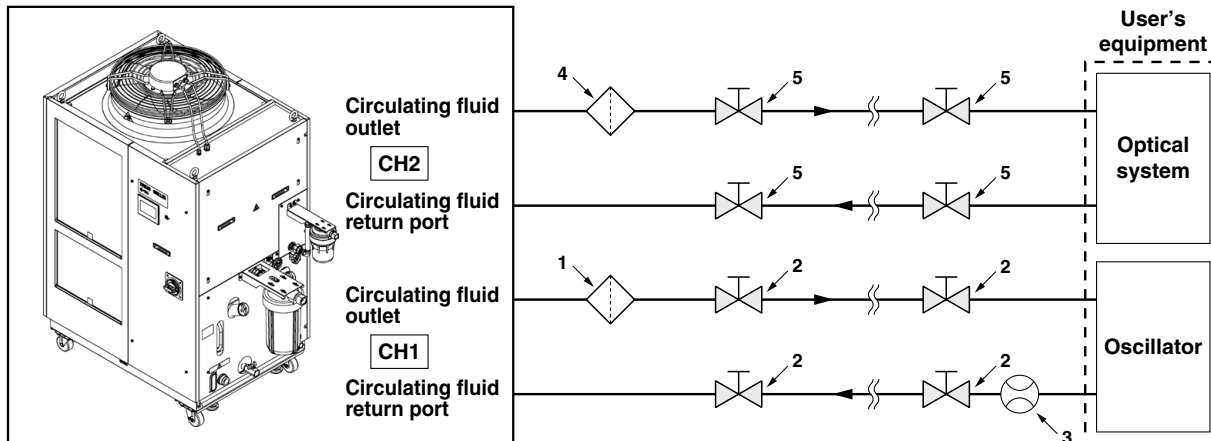 User's
equipment
4
5
5
Circulating fluid
outlet
CH2
Optical
system
5
5
Circulating fluid
return port
1
2
2
Circulating fluid
outlet
CH1
Oscillator
2
2
Circulating fluid
return port
3